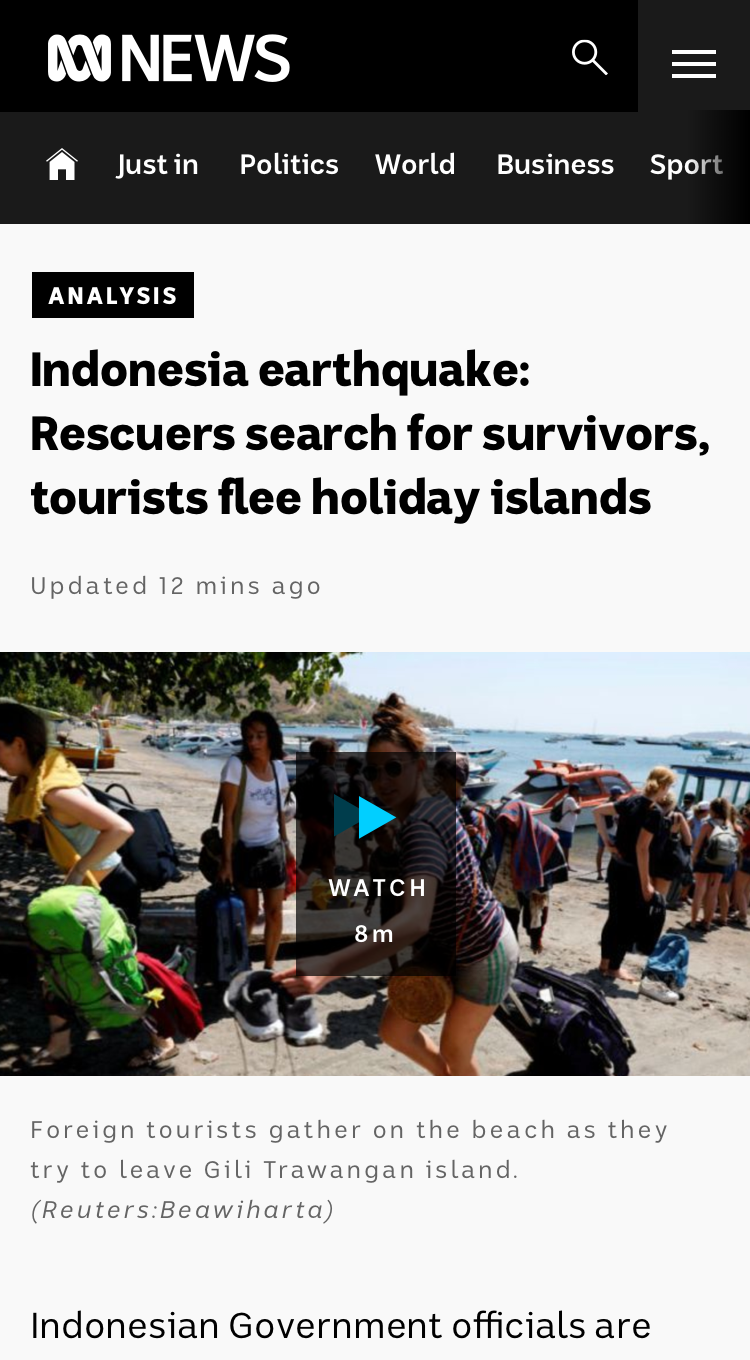 NEWS
Just in Politics World Business Sport
ANALYSIS
Indonesia earthquake:
Rescuers search for survivors,
tourists flee holiday islands
Updated 12 mins ago
WATCH
8m
Foreign tourists gather on the beach as they
try to leave Gili Trawangan island.
(Reuters:Beawiharta)
Indonesian Government officials are